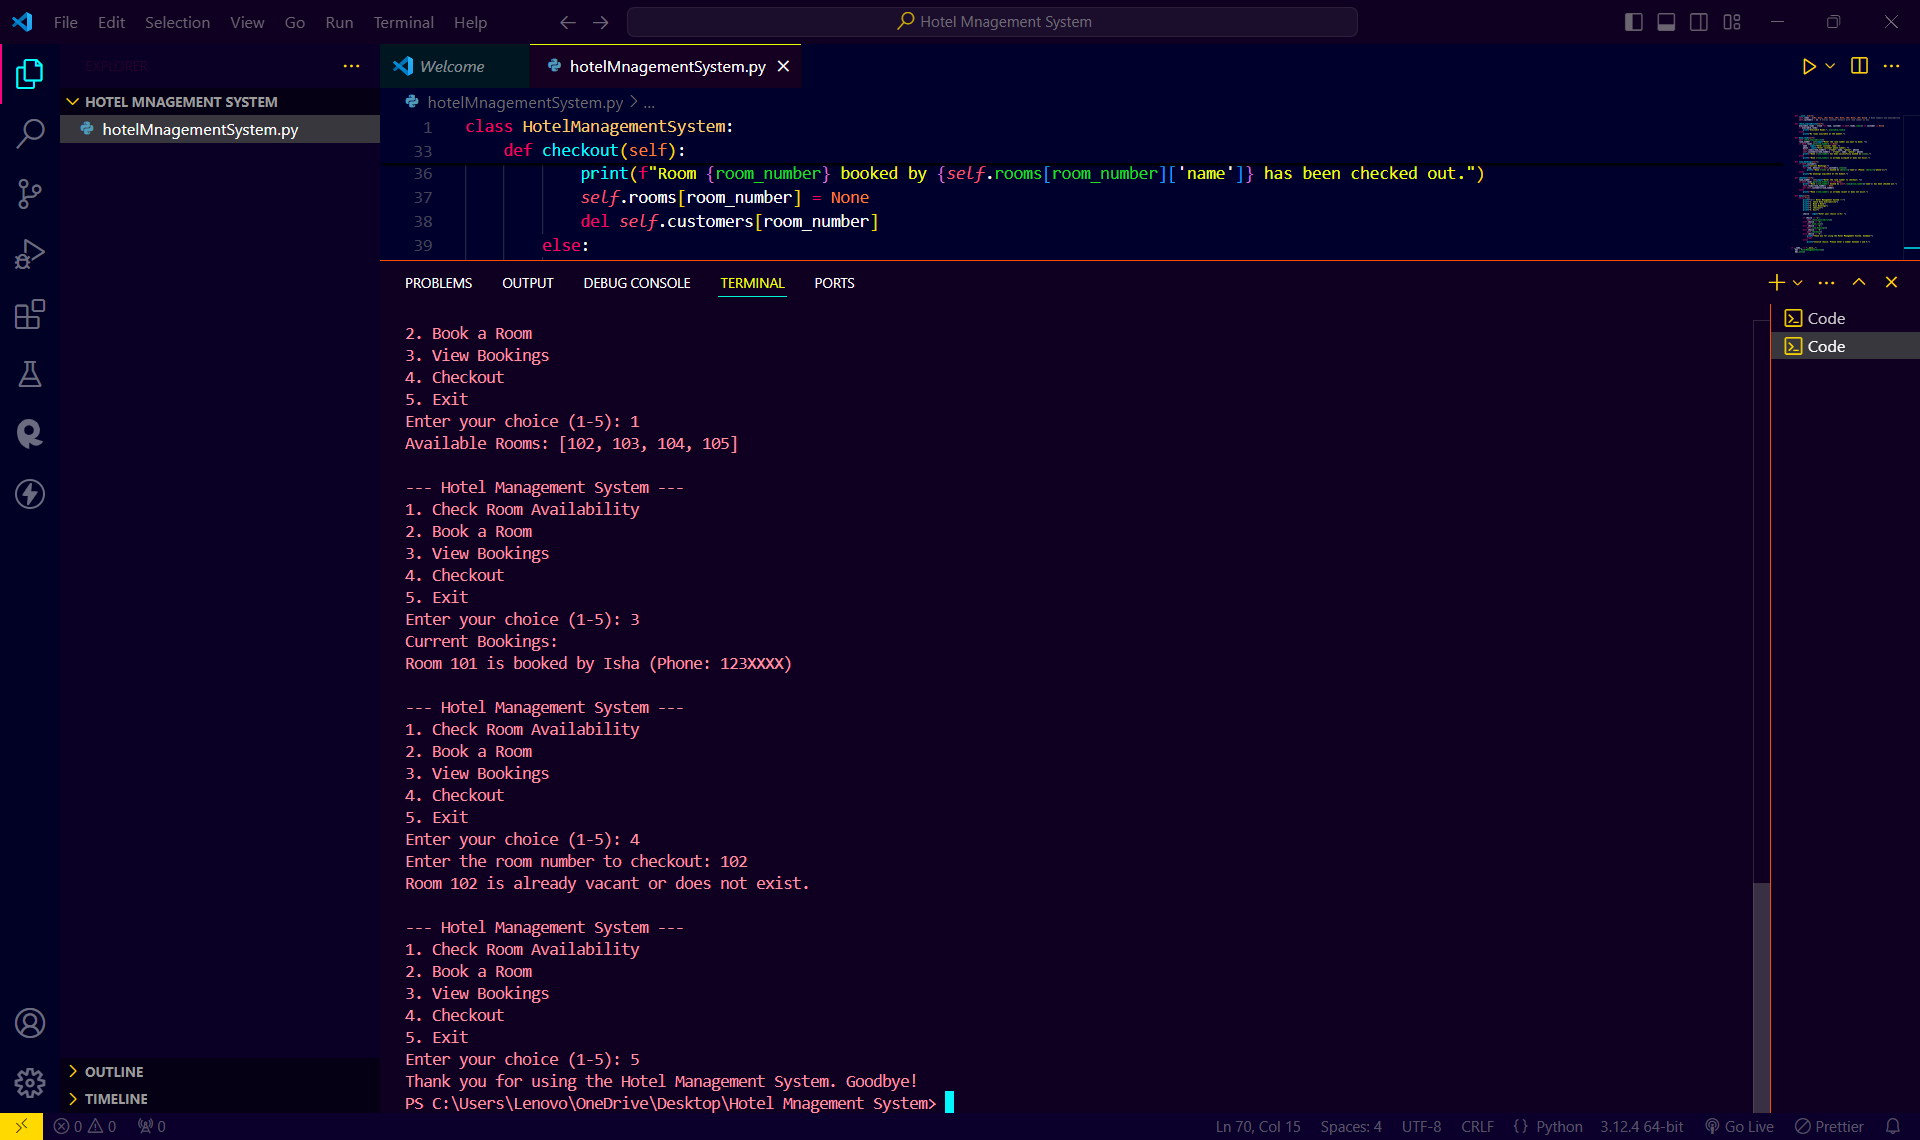 File Edit Selection View Go Run Terminal Help
Hotel Mnagement System
EXPLORER
HOTEL MNAGEMENT SYSTEM
hotelMnagementSystem.py
OUTLINE
TIMELINE
Welcome
hotelMnagementSystem.py
hotelMnagementSystem.py > ...
1 class HotelManagementSystem:
33 def checkout(self):
36 print(f"Room {room_number} booked by {self.rooms[room_number]['name']} has been checked out.")
37 self.rooms[room_number] = None
38 del self.customers[room_number]
39 else:
PROBLEMS OUTPUT DEBUG CONSOLE TERMINAL PORTS
2. Book a Room
3. View Bookings
4. Checkout
5. Exit
Enter your choice (1-5): 1
Available Rooms: [102, 103, 104, 105]
--- Hotel Management System ---
1. Check Room Availability
2. Book a Room
3. View Bookings
4. Checkout
5. Exit
Enter your choice (1-5): 3
Current Bookings:
Room 101 is booked by Isha (Phone: 123XXXX)
--- Hotel Management System ---
1. Check Room Availability
2. Book a Room
3. View Bookings
4. Checkout
5. Exit
Enter your choice (1-5): 4
Enter the room number to checkout: 102
Room 102 is already vacant or does not exist.
--- Hotel Management System ---
1. Check Room Availability
2. Book a Room
3. View Bookings
4. Checkout
5. Exit
Enter your choice (1-5): 5
Thank you for using the Hotel Management System. Goodbye!
PS C:\Users\Lenovo\OneDrive\Desktop\Hotel Mnagement System>
Code
Code
0 0 0
Ln 70, Col 15 Spaces: 4 UTF-8 CRLF {} Python 3.12.4 64-bit Go Live Prettier